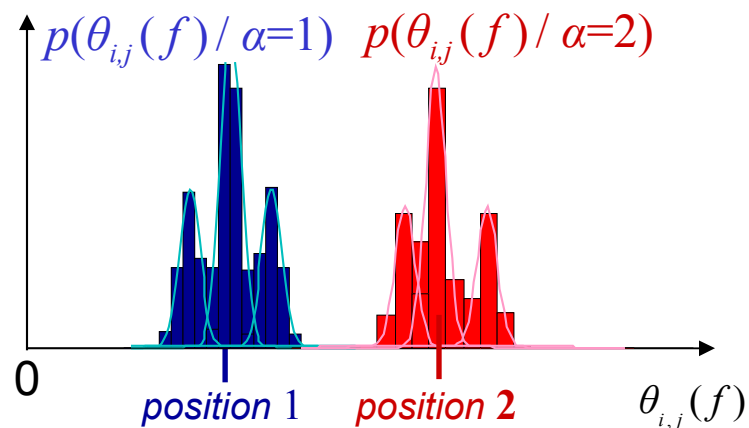 p(θi,j(f)/ α=1) p(θi,j(f)/ α=2)
0
position 1 position 2 θi,j(f)